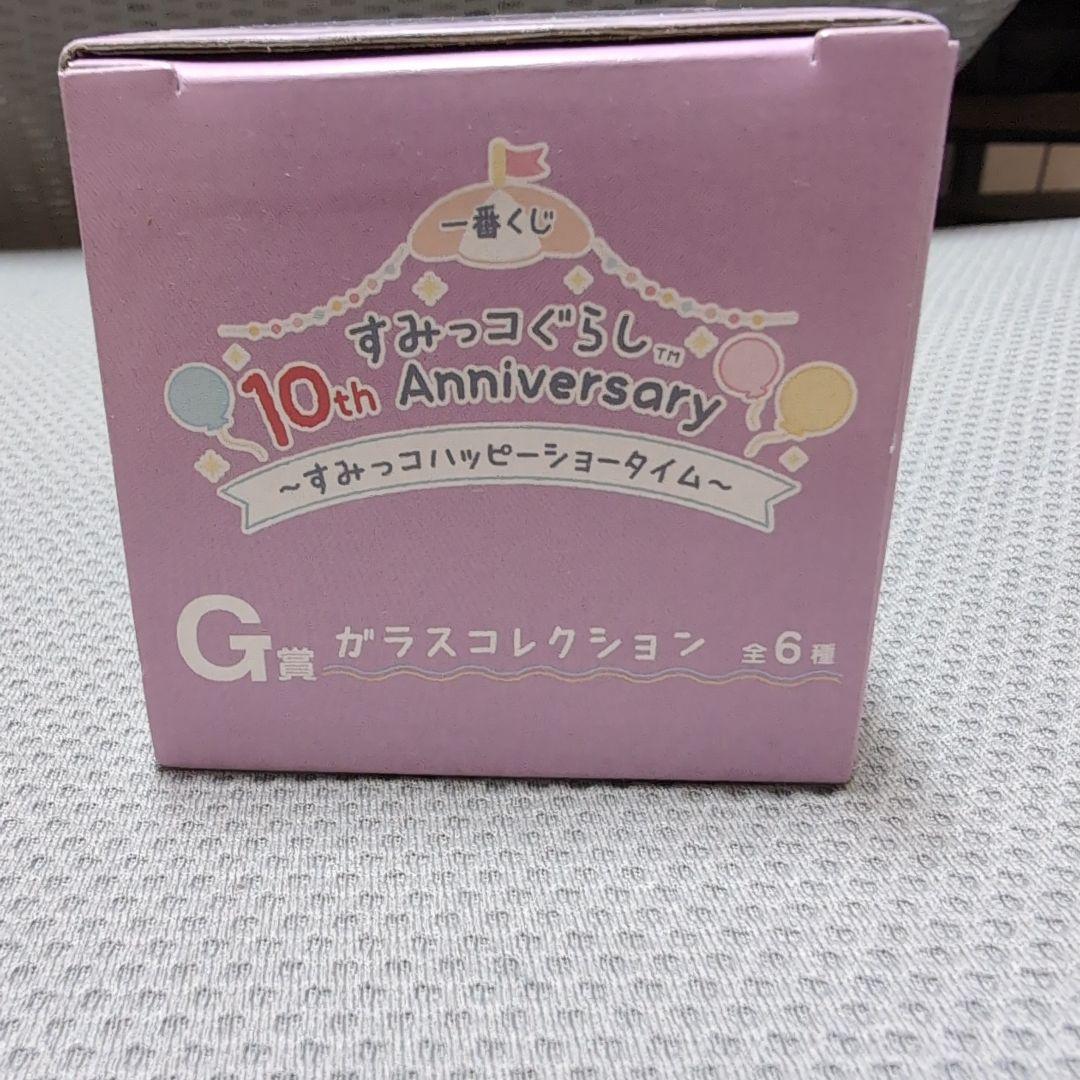 一番くじ
すみっコぐらし™
10th Anniversary
～すみっコハッピーショータイム～
G賞 ガラスコレクション 全6種